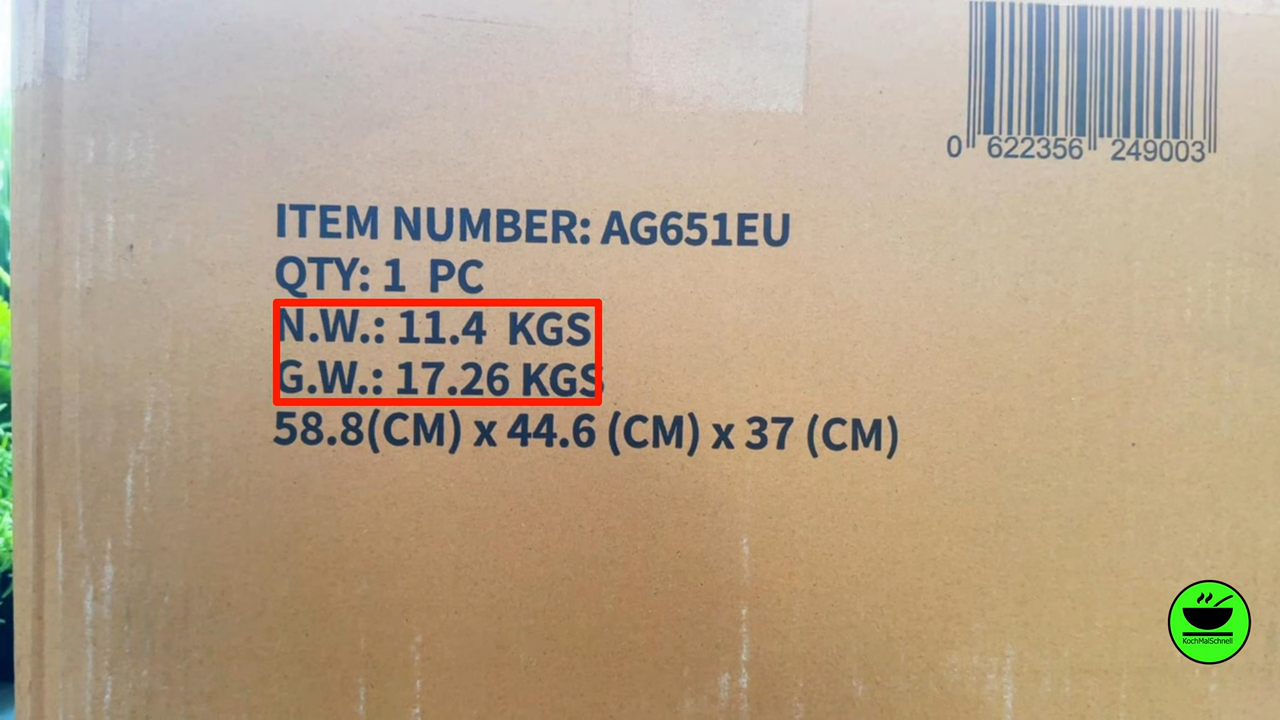 0 622356 249003
ITEM NUMBER: AG651EU
QTY: 1 PC
N.W.: 11.4 KGS
G.W.: 17.26 KGS
58.8(CM) x 44.6 (CM) x 37 (CM)
KochMalSchnell